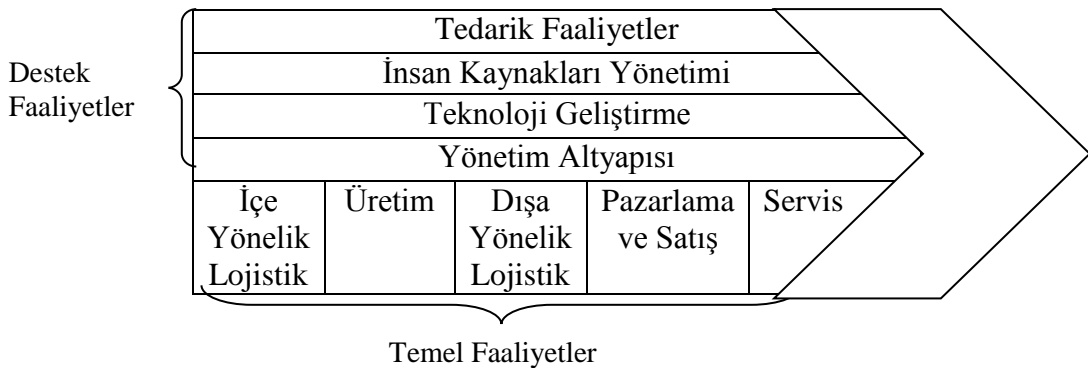 Tedarik Faaliyetler
Destek
Faaliyetler
İnsan Kaynakları Yönetimi
Teknoloji Geliştirme
Yönetim Altyapısı
İçe
Yönelik
Lojistik
Üretim
Dışa
Yönelik
Lojistik
Pazarlama
ve Satış
Servis
Temel Faaliyetler